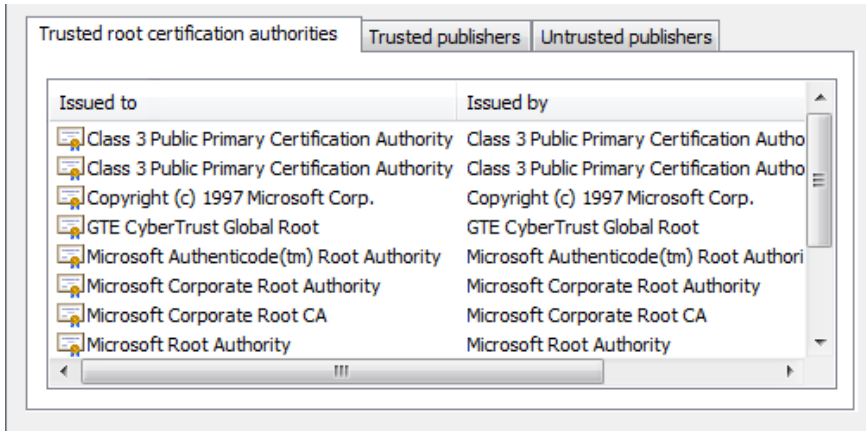 Trusted root certification authorities Trusted publishers Untrusted publishers
Issued to Issued by
Class 3 Public Primary Certification Authority Class 3 Public Primary Certification Autho
Class 3 Public Primary Certification Authority Class 3 Public Primary Certification Autho
Copyright (c) 1997 Microsoft Corp. Copyright (c) 1997 Microsoft Corp.
GTE CyberTrust Global Root GTE CyberTrust Global Root
Microsoft Authenticode(tm) Root Authority Microsoft Authenticode(tm) Root Authori
Microsoft Corporate Root Authority Microsoft Corporate Root Authority
Microsoft Corporate Root CA Microsoft Corporate Root CA
Microsoft Root Authority Microsoft Root Authority